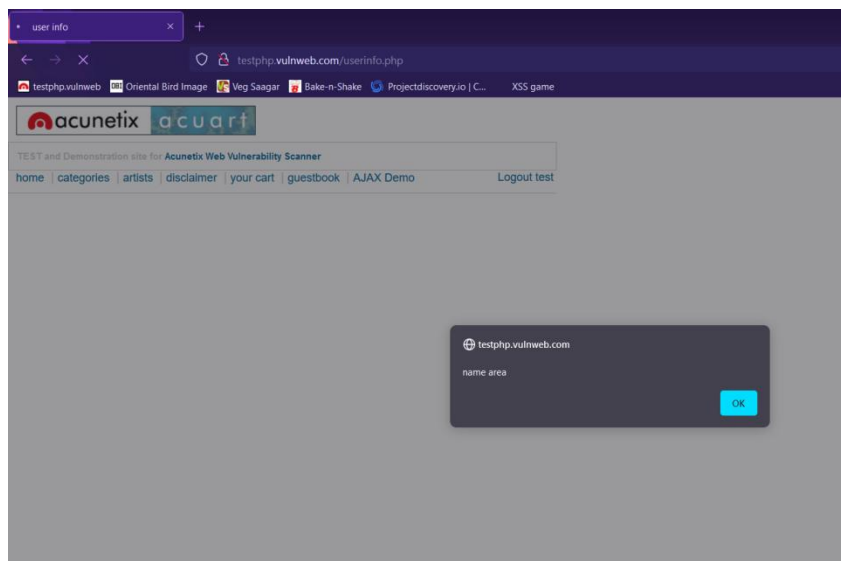 user info
testphp.vulnweb.com/userinfo.php
testphp.vulnweb OBI Oriental Bird Image Veg Saagar Bake-n-Shake Projectdiscovery.io | C... XSS game
acunetix acuart
TEST and Demonstration site for Acunetix Web Vulnerability Scanner
home | categories | artists | disclaimer | your cart | guestbook | AJAX Demo Logout test
testphp.vulnweb.com
name area
OK